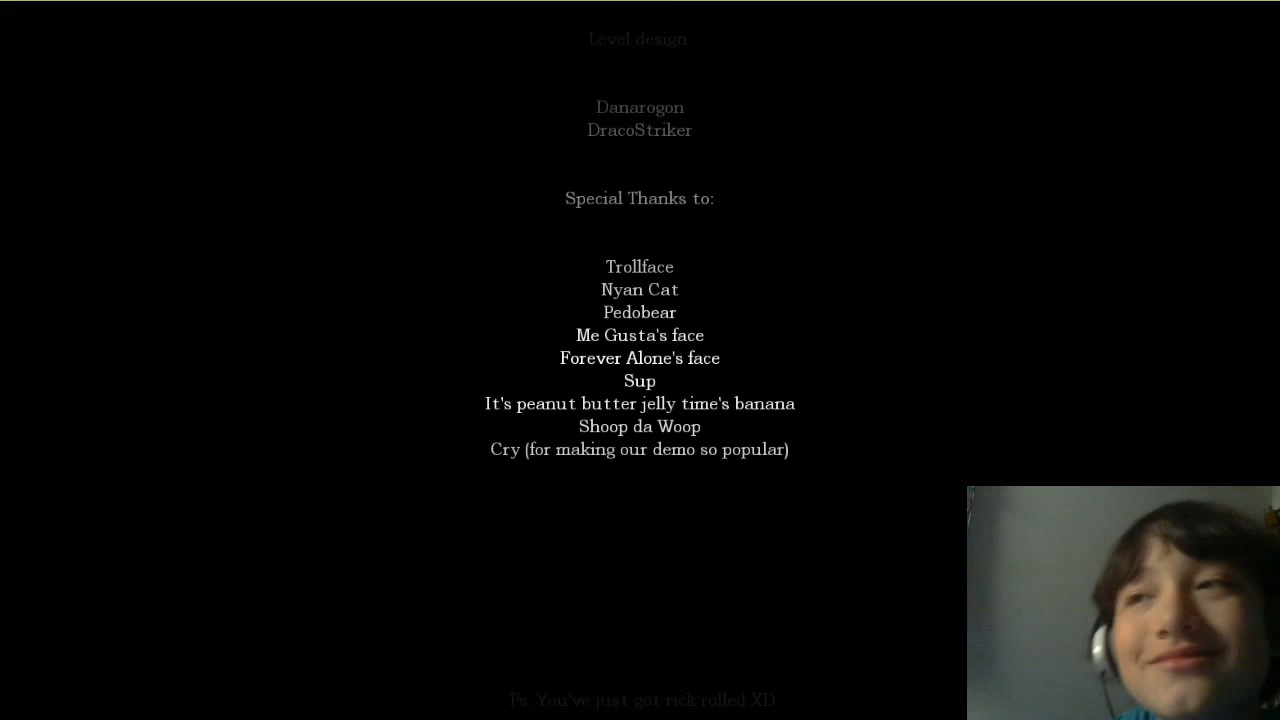 Level design:
Danarogon
DracoStriker
Special Thanks to:
Trollface
Nyan Cat
Pedobear
Me Gusta's face
Forever Alone's face
Sup
It's peanut butter jelly time's banana
Shoop da Woop
Cry (for making our demo so popular)
Ps: You've just got rick rolled XD